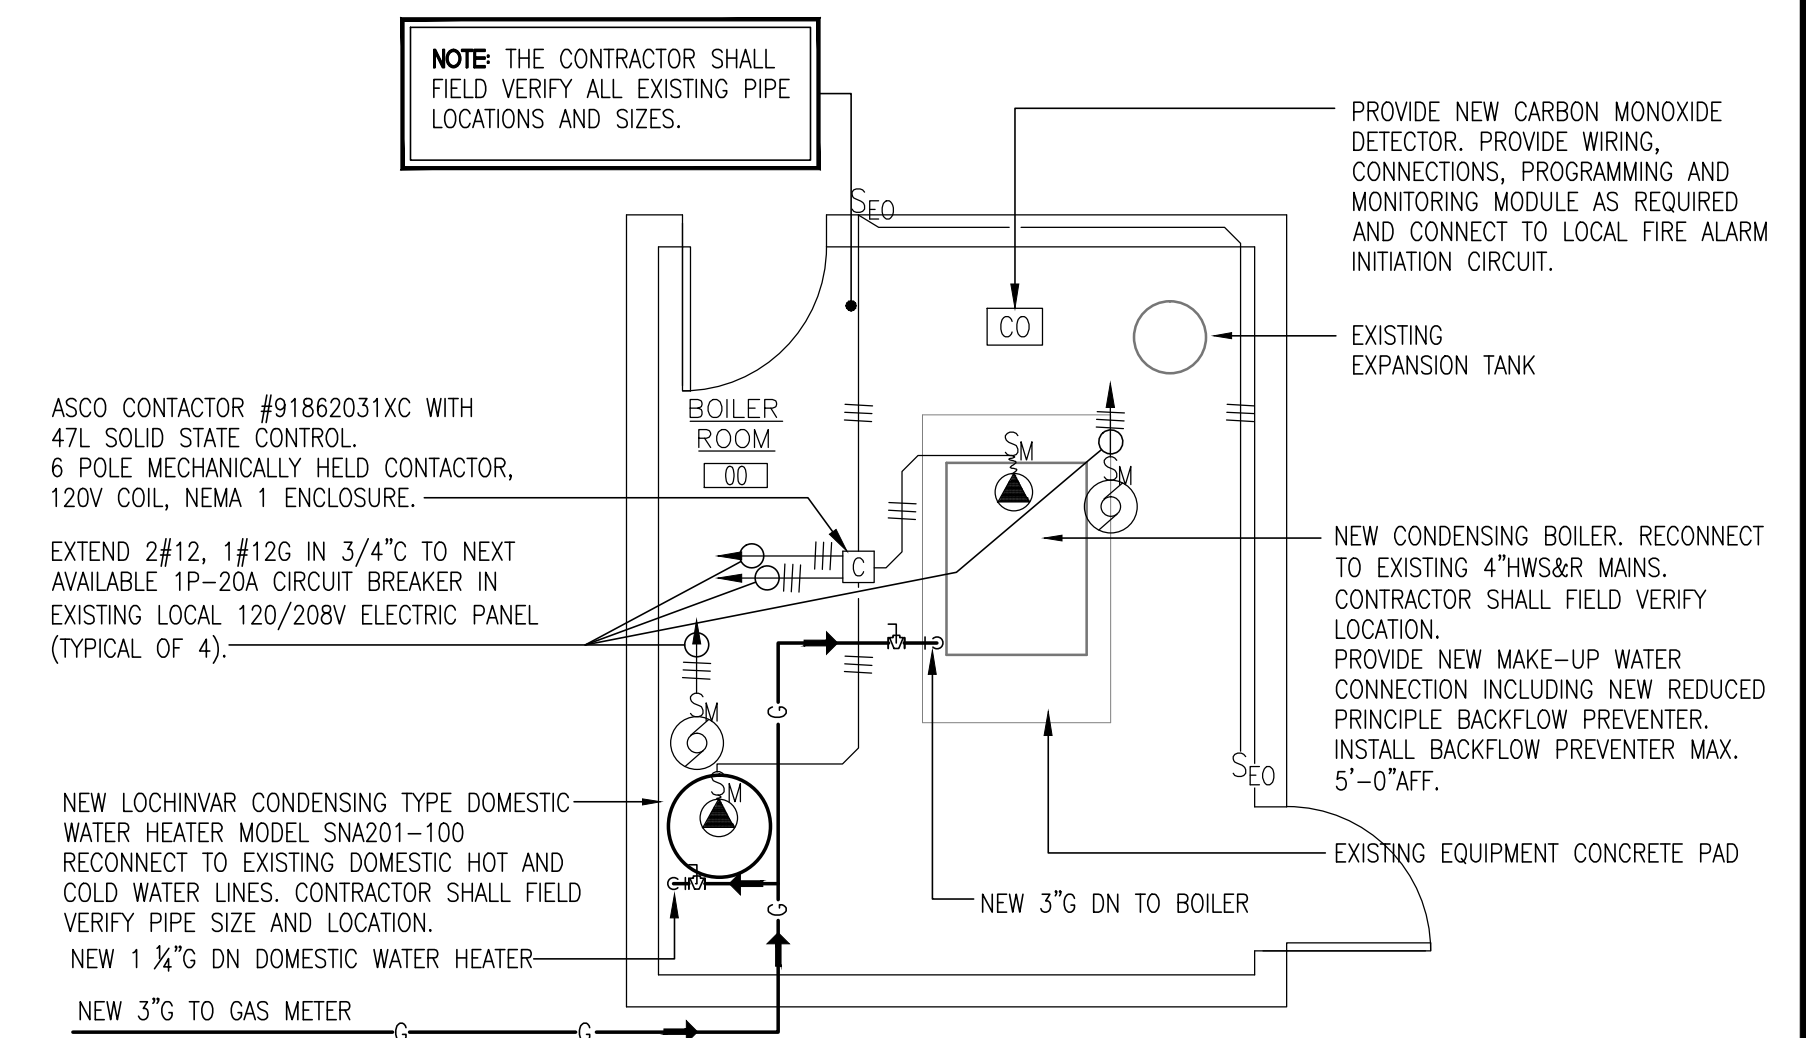 NOTE: THE CONTRACTOR SHALL
FIELD VERIFY ALL EXISTING PIPE
LOCATIONS AND SIZES.
PROVIDE NEW CARBON MONOXIDE
DETECTOR. PROVIDE WIRING,
CONNECTIONS, PROGRAMMING AND
MONITORING MODULE AS REQUIRED
AND CONNECT TO LOCAL FIRE ALARM
INITIATION CIRCUIT.
SEO
CO
EXISTING
EXPANSION TANK
ASCO CONTACTOR #91862031XC WITH
47L SOLID STATE CONTROL.
6 POLE MECHANICALLY HELD CONTACTOR,
120V COIL, NEMA 1 ENCLOSURE.
BOILER
ROOM
00
SM
SM
EXTEND 2#12, 1#12G IN 3/4"C TO NEXT
AVAILABLE 1P-20A CIRCUIT BREAKER IN
EXISTING LOCAL 120/208V ELECTRIC PANEL
(TYPICAL OF 4).
C
NEW CONDENSING BOILER. RECONNECT
TO EXISTING 4"HWS&R MAINS.
CONTRACTOR SHALL FIELD VERIFY
LOCATION.
PROVIDE NEW MAKE-UP WATER
CONNECTION INCLUDING NEW REDUCED
PRINCIPLE BACKFLOW PREVENTER.
INSTALL BACKFLOW PREVENTER MAX.
5'-0"AFF.
G
SM
SM
SEO
NEW LOCHINVAR CONDENSING TYPE DOMESTIC
WATER HEATER MODEL SNA201-100
RECONNECT TO EXISTING DOMESTIC HOT AND
COLD WATER LINES. CONTRACTOR SHALL FIELD
VERIFY PIPE SIZE AND LOCATION.
EXISTING EQUIPMENT CONCRETE PAD
NEW 3"G DN TO BOILER
G
NEW 1 1/4"G DN DOMESTIC WATER HEATER
NEW 3"G TO GAS METER
G G